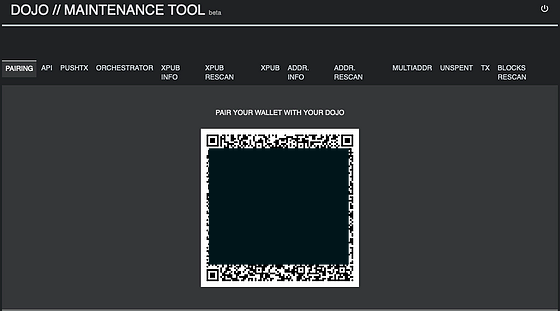 DOJO // MAINTENANCE TOOL beta
PAIRING API PUSHTX ORCHESTRATOR XPUB INFO XPUB RESCAN XPUB ADDR. INFO ADDR. RESCAN MULTIADDR UNSPENT TX BLOCKS RESCAN
PAIR YOUR WALLET WITH YOUR DOJO